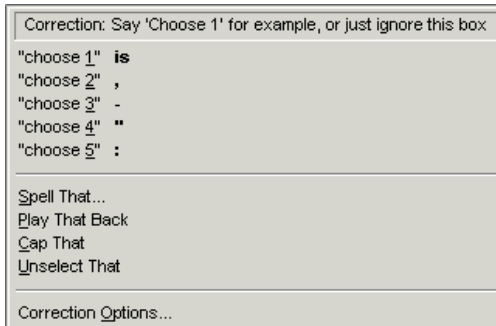 Correction: Say 'Choose 1' for example, or just ignore this box
"choose 1" is
"choose 2" ,
"choose 3" -
"choose 4" "
"choose 5" :
Spell That...
Play That Back
Cap That
Unselect That
Correction Options...